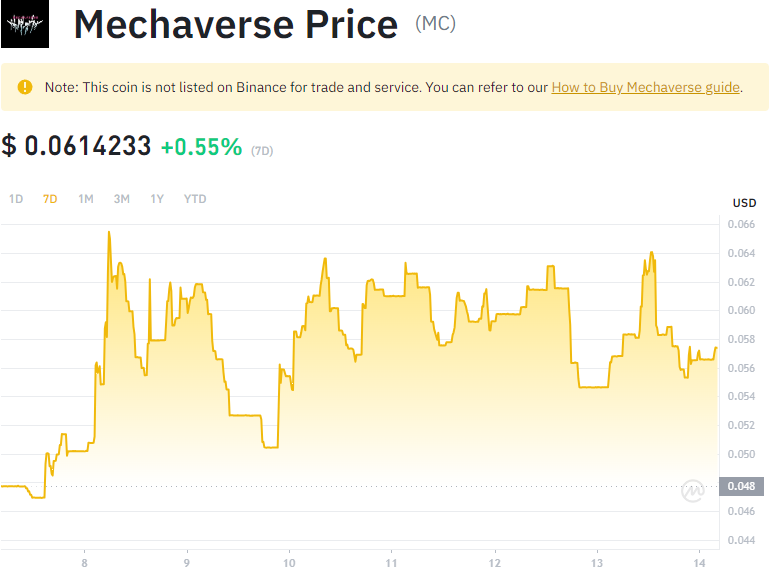 Mechaverse Price (MC)
Note: This coin is not listed on Binance for trade and service. You can refer to our How to Buy Mechaverse guide.
$ 0.0614233 +0.55% (7D)
1D 7D 1M 3M 1Y YTD
USD
0.066
0.064
0.062
0.060
0.058
0.056
0.054
0.052
0.050
0.048
0.046
0.044
8 9 10 11 12 13 14